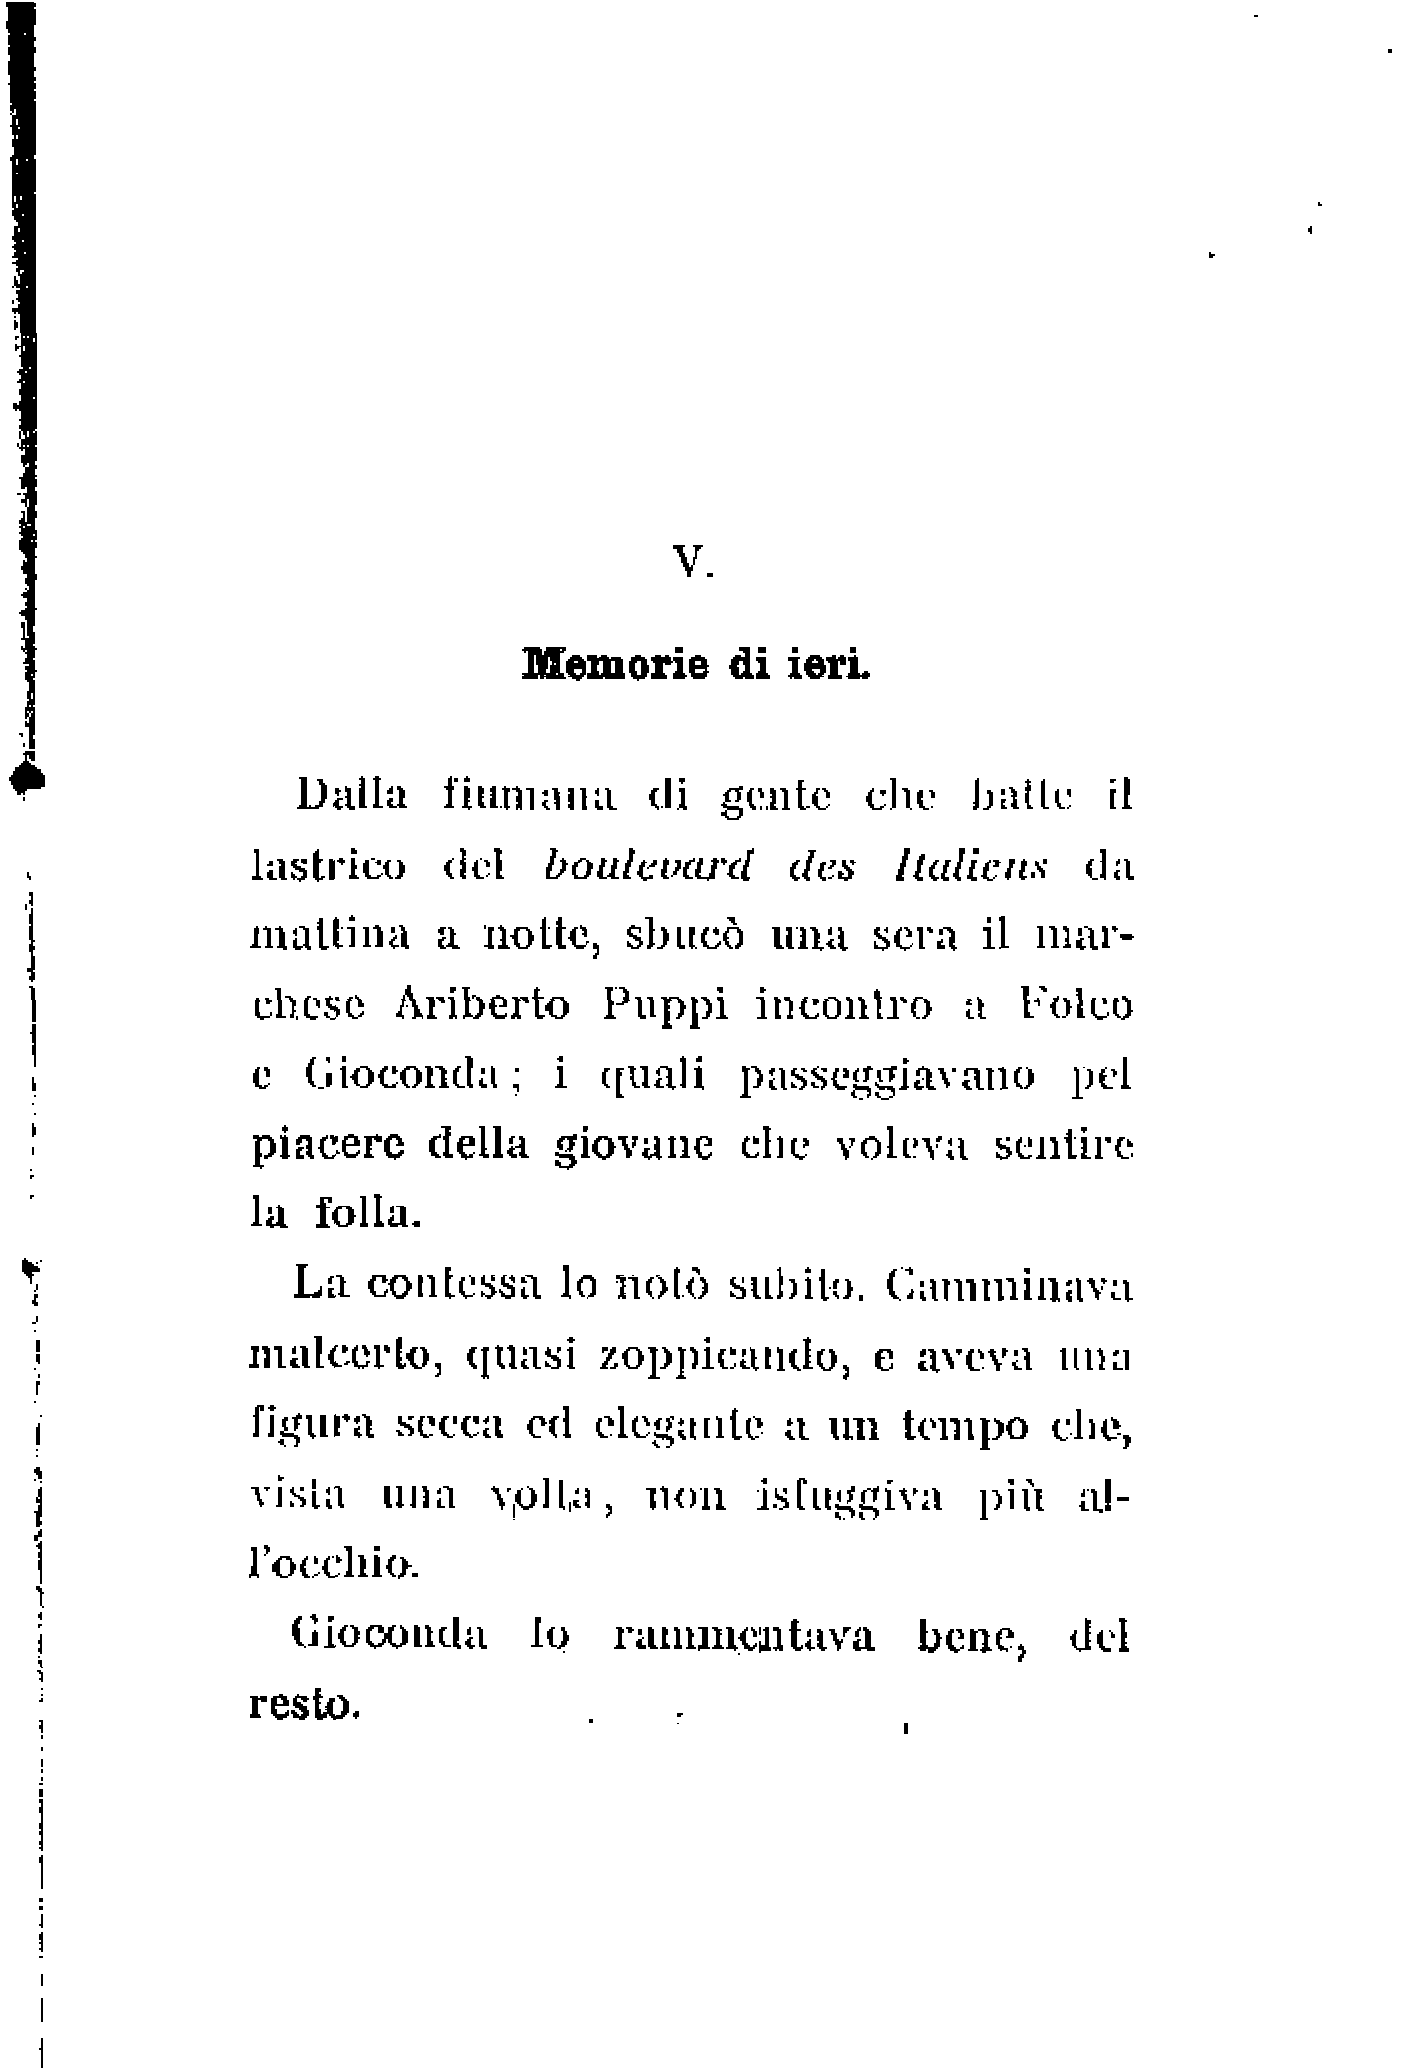 V.
Memorie di ieri.
Dalla fiumana di gente che batte il
lastrico del boulevard des Italiens da
mattina a notte, sbucò una sera il mar-
chese Ariberto Puppi incontro a Folco
e Gioconda; i quali passeggiavano pel
piacere della giovane che voleva sentire
la folla.
La contessa lo notò subito. Camminava
malcerto, quasi zoppicando, e aveva una
figura secca ed elegante a un tempo che,
vista una volta, non isfuggiva più al-
l'occhio.
Gioconda lo rammentava bene, del
resto.